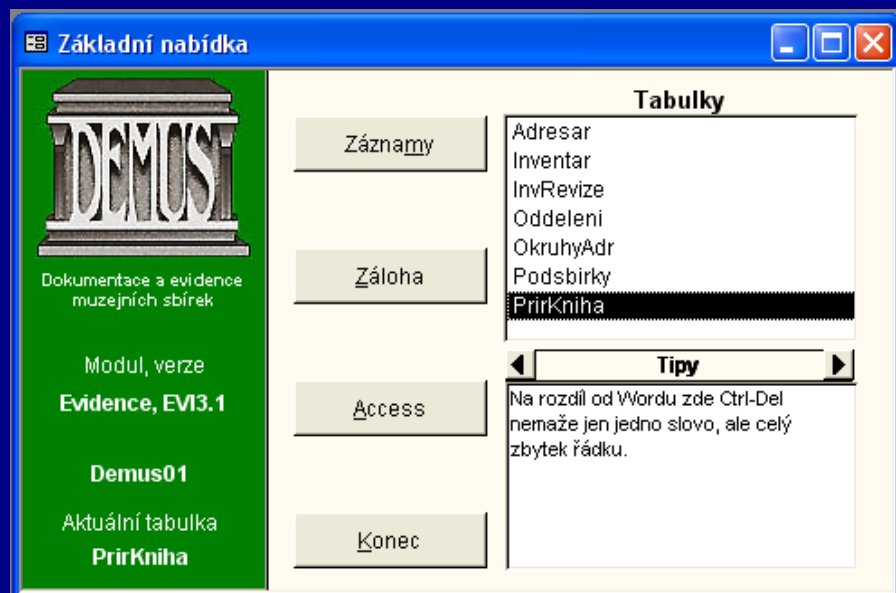 Základní nabídka
DEMUS
Dokumentace a evidence
muzejních sbírek
Modul, verze
Evidence, EVI3.1
Demus01
Aktuální tabulka
PrirKniha
Záznamy
Záloha
Access
Konec
Tabulky
Adresar
Inventar
InvRevize
Oddeleni
OkruhyAdr
Podsbirky
PrirKniha
Tipy
Na rozdíl od Wordu zde Ctrl-Del
nemaže jen jedno slovo, ale celý
zbytek řádku.